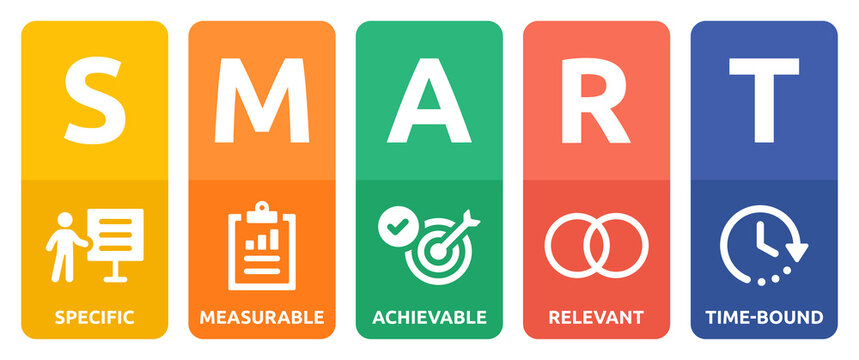 S M A R T
SPECIFIC MEASURABLE ACHIEVABLE RELEVANT TIME-BOUND